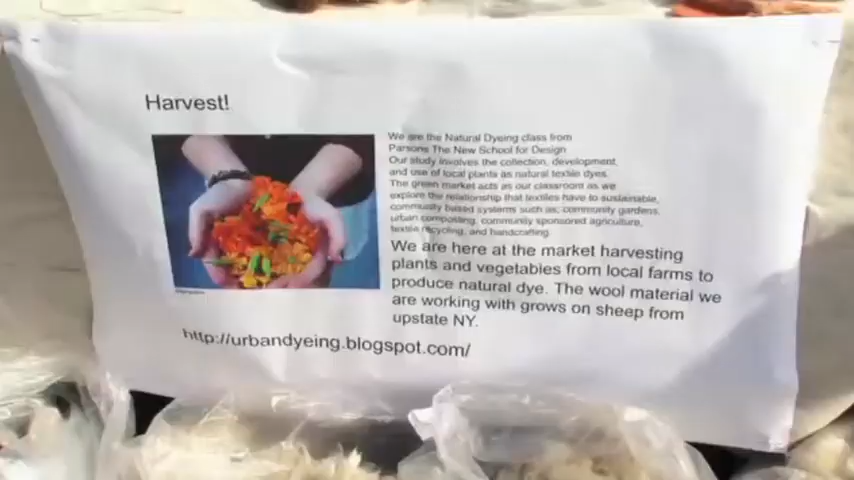 Harvest!
We are the Natural Dyeing class from
Parsons The New School for Design
Our study involves the collection, development,
and use of local plants as natural textile dyes.
The green market acts as our classroom as we
explore the relationship that textiles have to sustainable,
community based systems such as; community gardens,
urban composting, community sponsored agriculture,
textile recycling, and handcrafting.
We are here at the market harvesting
plants and vegetables from local farms to
produce natural dye. The wool material we
are working with grows on sheep from
upstate NY.
http://urbandyeing.blogspot.com/